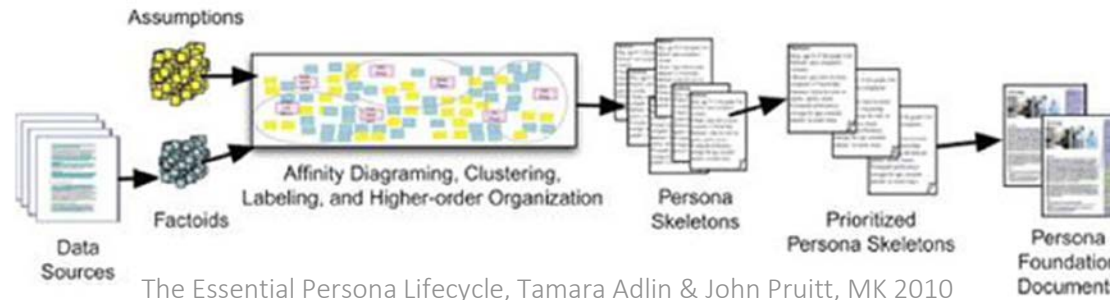 Assumptions
Factoids
Data
Sources
Affinity Diagraming, Clustering,
Labeling, and Higher-order Organization
Persona
Skeletons
Prioritized
Persona Skeletons
Persona
Foundation
Document
The Essential Persona Lifecycle, Tamara Adlin & John Pruitt, MK 2010